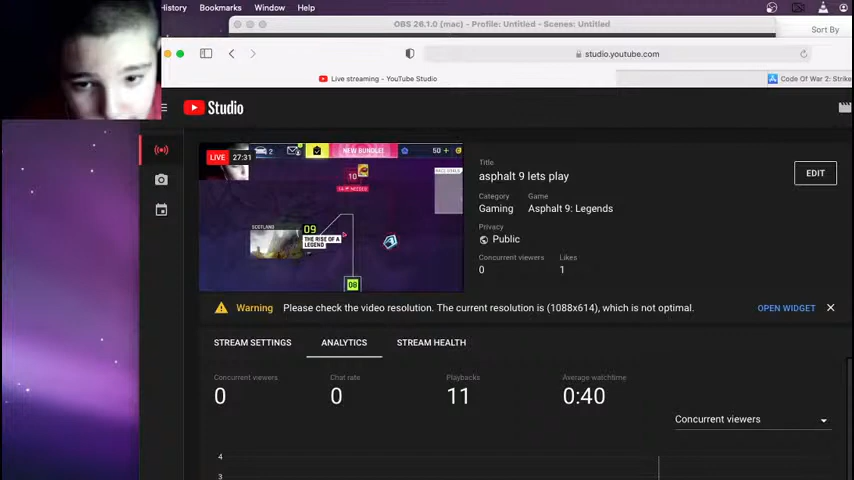 History Bookmarks Window Help
OBS 26.1.0 (mac) - Profile: Untitled - Scenes: Untitled
Sort By
studio.youtube.com
Live streaming - YouTube Studio
Code Of War 2: Strike
Studio
LIVE 27:31
2
NEW BUNDLE!
50 +
10
SCOTLAND
09
THE RISE OF A
LEGEND
08
Title
asphalt 9 lets play
EDIT
Category Game
Gaming Asphalt 9: Legends
Privacy
Public
Concurrent viewers Likes
0 1
Warning Please check the video resolution. The current resolution is (1088x614), which is not optimal.
OPEN WIDGET
STREAM SETTINGS ANALYTICS STREAM HEALTH
Concurrent viewers Chat rate Playbacks Average watchtime
0 0 11 0:40
Concurrent viewers
4
3